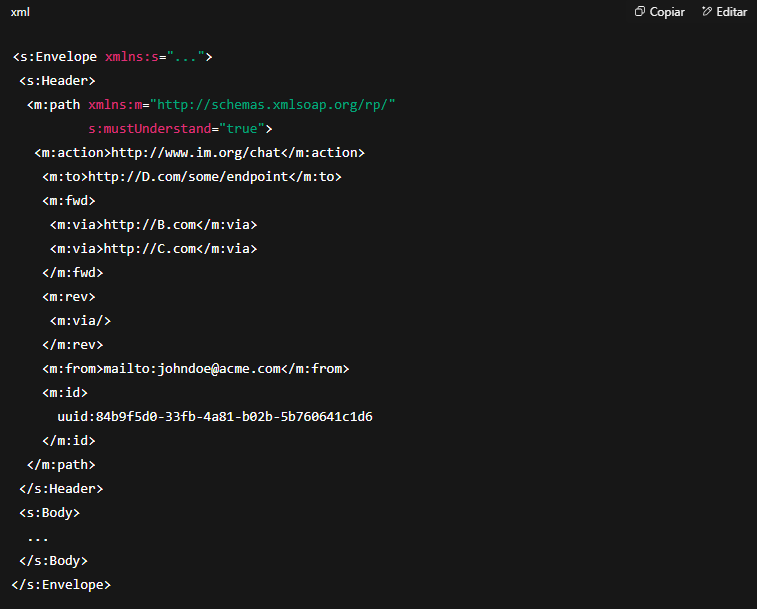 xml Copiar Editar
<s:Envelope xmlns:s="...">
<s:Header>
<m:path xmlns:m="http://schemas.xmlsoap.org/rp/"
s:mustUnderstand="true">
<m:action>http://www.im.org/chat</m:action>
<m:to>http://D.com/some/endpoint</m:to>
<m:fwd>
<m:via>http://B.com</m:via>
<m:via>http://C.com</m:via>
</m:fwd>
<m:rev>
<m:via/>
</m:rev>
<m:from>mailto:johndoe@acme.com</m:from>
<m:id>
uuid:84b9f5d0-33fb-4a81-b02b-5b760641c1d6
</m:id>
</m:path>
</s:Header>
<s:Body>
...
</s:Body>
</s:Envelope>